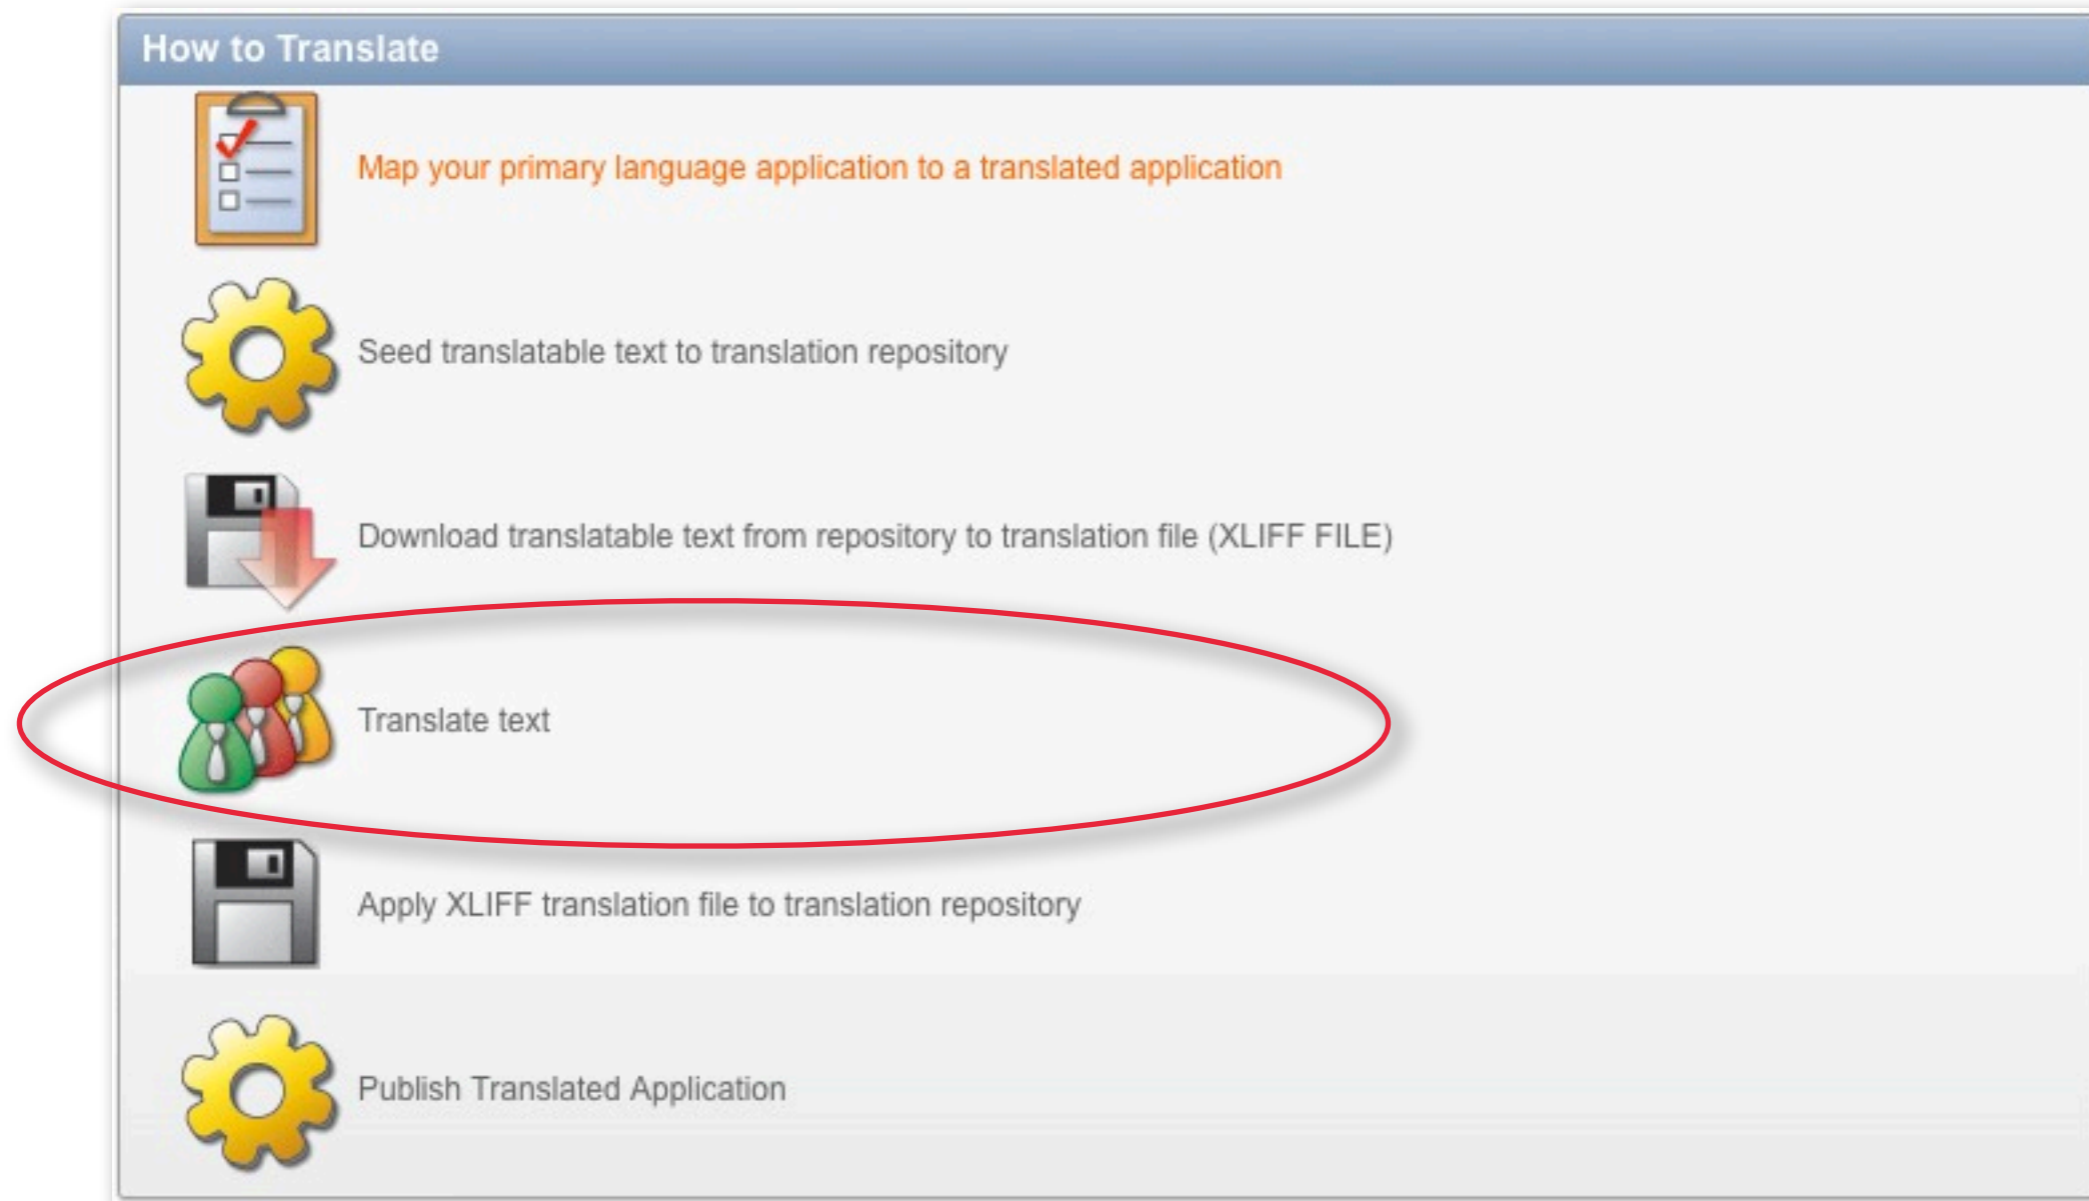 How to Translate
Map your primary language application to a translated application
Seed translatable text to translation repository
Download translatable text from repository to translation file (XLIFF FILE)
Translate text
Apply XLIFF translation file to translation repository
Publish Translated Application